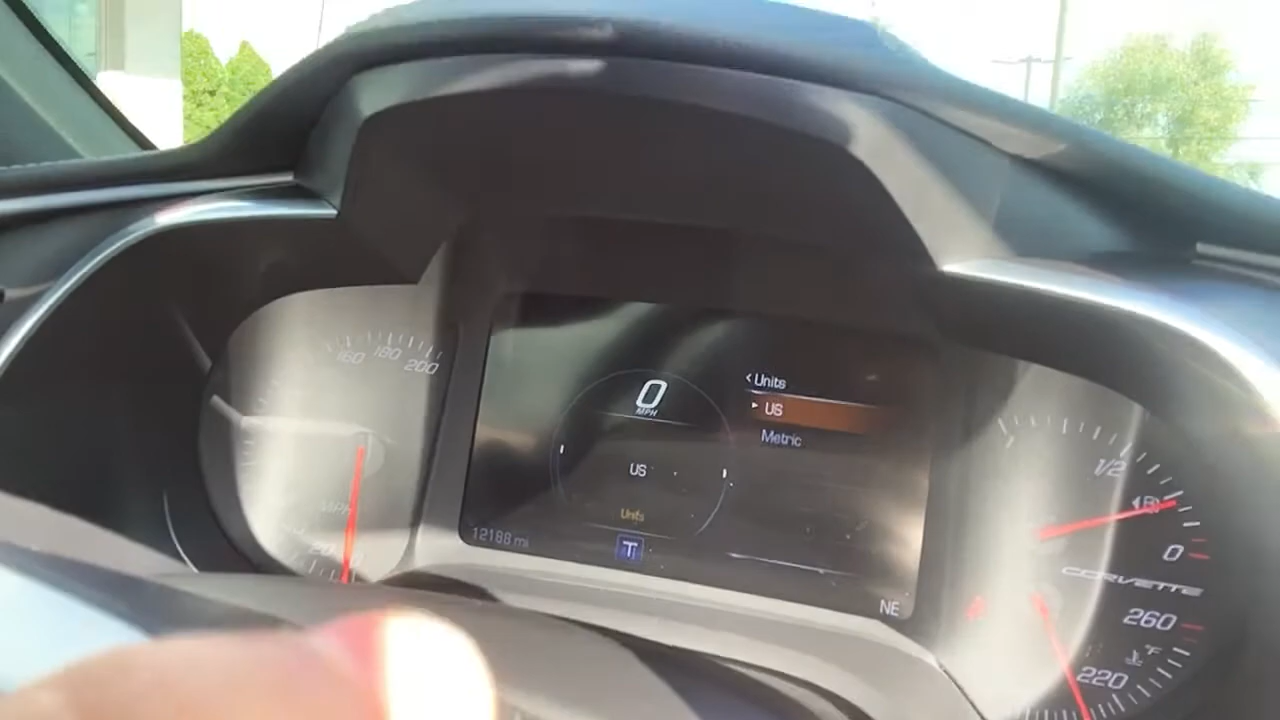 160 180 200
MPH
20
0
MPH
US
Units
T
12188 mi
< Units
US
Metric
NE
1/2
0
CORVETTE
260
°F
220